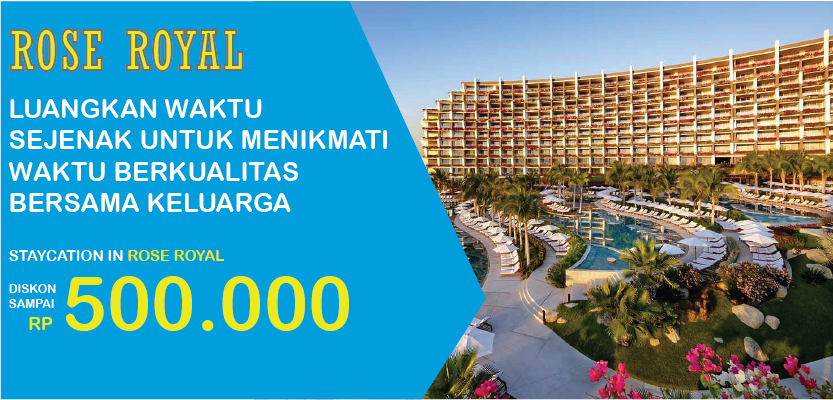 ROSE ROYAL
LUANGKAN WAKTU
SEJENAK UNTUK MENIKMATI
WAKTU BERKUALITAS
BERSAMA KELUARGA
STAYCATION IN ROSE ROYAL
DISKON
SAMPAI
RP 500.000